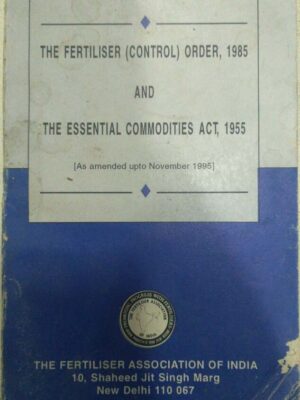 THE FERTILISER (CONTROL) ORDER, 1985
AND
THE ESSENTIAL COMMODITIES ACT, 1955
[As amended upto November 1995]
THE FERTILISER ASSOCIATION OF INDIA
10, Shaheed Jit Singh Marg
New Delhi 110 067